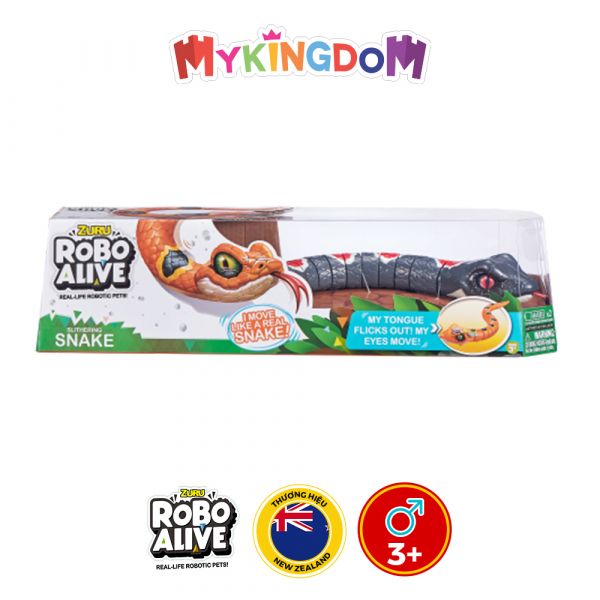 MYKINGDOM
ZURU
ROBO
ALIVE
REAL-LIFE ROBOTIC PETS!
SLITHERING
SNAKE
I MOVE
LIKE A REAL
SNAKE!
MY TONGUE
FLICKS OUT! MY
EYES MOVE!
WARNING
ZURU
ROBO
ALIVE
REAL-LIFE ROBOTIC PETS!
THƯƠNG HIỆU
NEW ZEALAND
3+